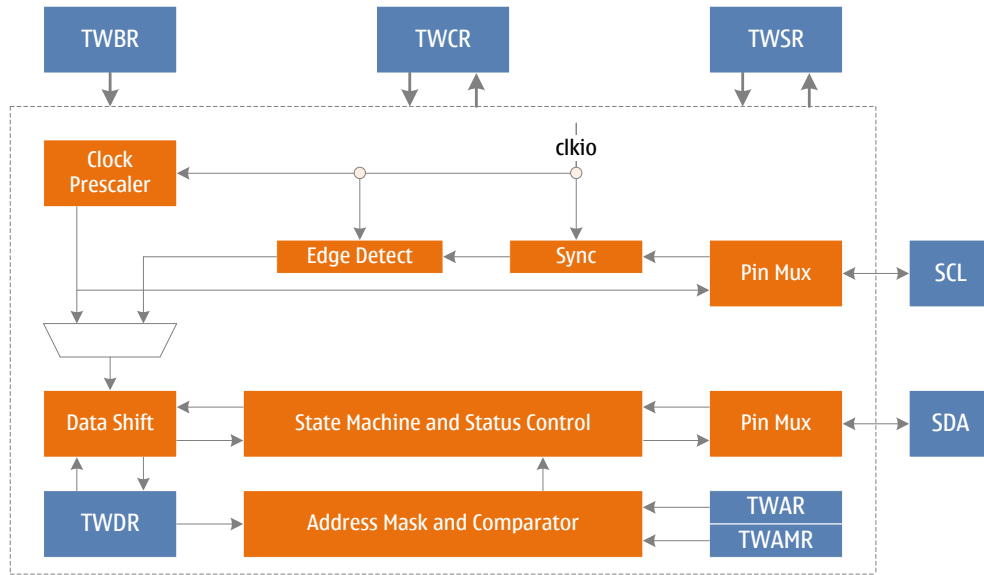 TWBR
TWCR
TWSR
clkio
Clock
Prescaler
Edge Detect
Sync
Pin Mux
SCL
Data Shift
State Machine and Status Control
Pin Mux
SDA
TWDR
Address Mask and Comparator
TWAR
TWAMR